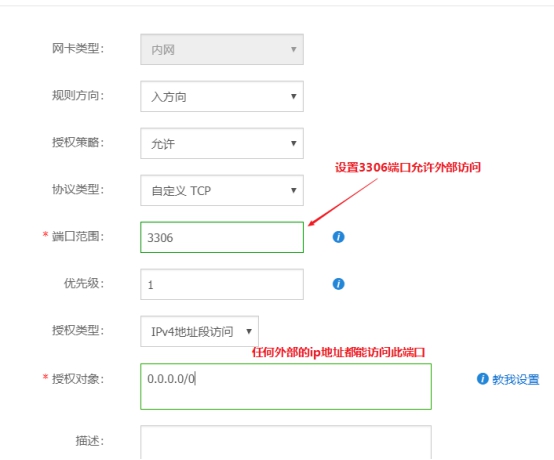 网卡类型： 内网
规则方向： 入方向
授权策略： 允许
设置3306端口允许外部访问
协议类型： 自定义 TCP
* 端口范围： 3306
优先级： 1
授权类型： IPv4地址段访问
任何外部的ip地址都能访问此端口
* 授权对象： 0.0.0.0/0
教我设置
描述：